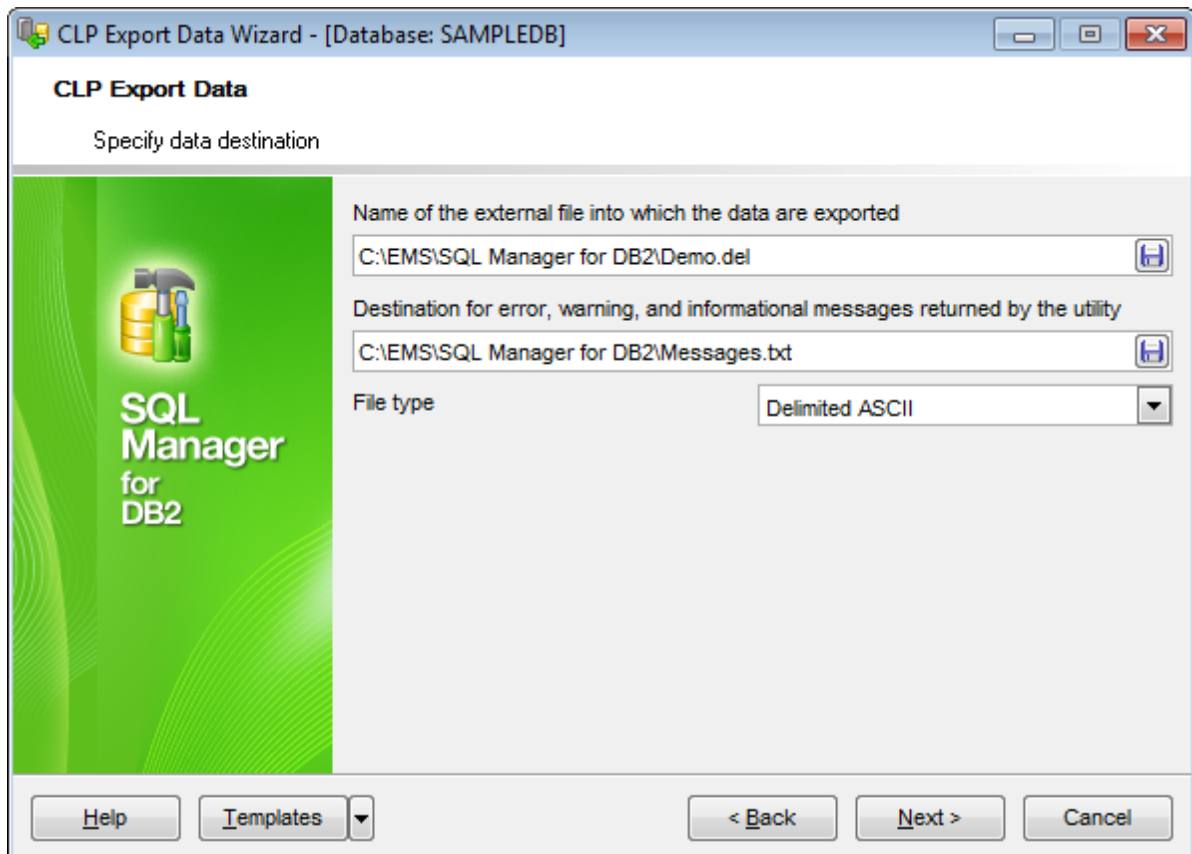 CLP Export Data Wizard - [Database: SAMPLEDB]
CLP Export Data
Specify data destination
SQL
Manager
for
DB2
Name of the external file into which the data are exported
C:\EMS\SQL Manager for DB2\Demo.del
Destination for error, warning, and informational messages returned by the utility
C:\EMS\SQL Manager for DB2\Messages.txt
File type Delimited ASCII
Help Templates < Back Next > Cancel